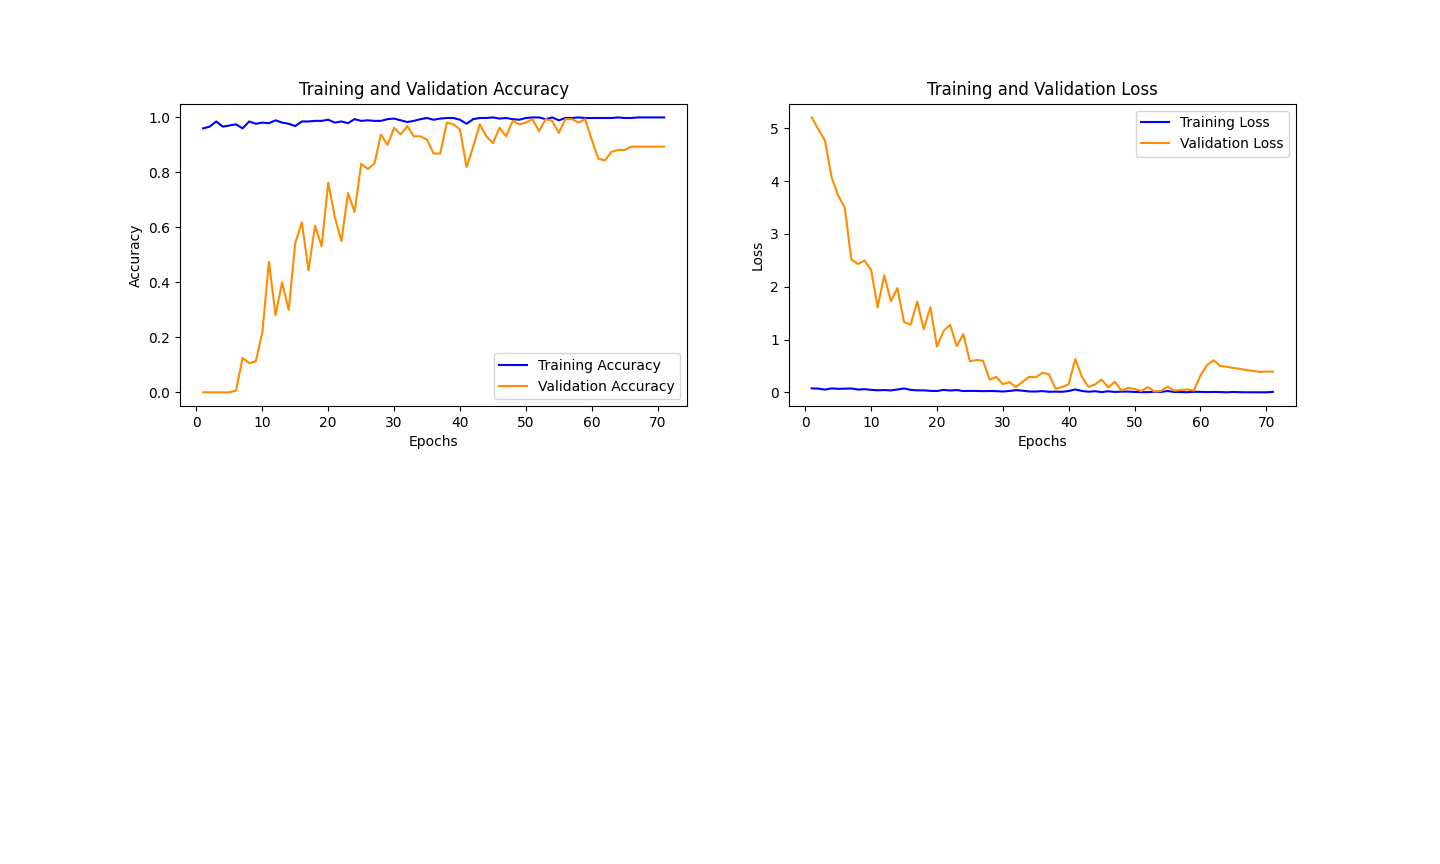 Training and Validation Accuracy
Accuracy
1.0
0.8
0.6
0.4
0.2
0.0
Training Accuracy
Validation Accuracy
0 10 20 30 40 50 60 70
Epochs
Training and Validation Loss
Loss
5
4
3
2
1
0
Training Loss
Validation Loss
0 10 20 30 40 50 60 70
Epochs